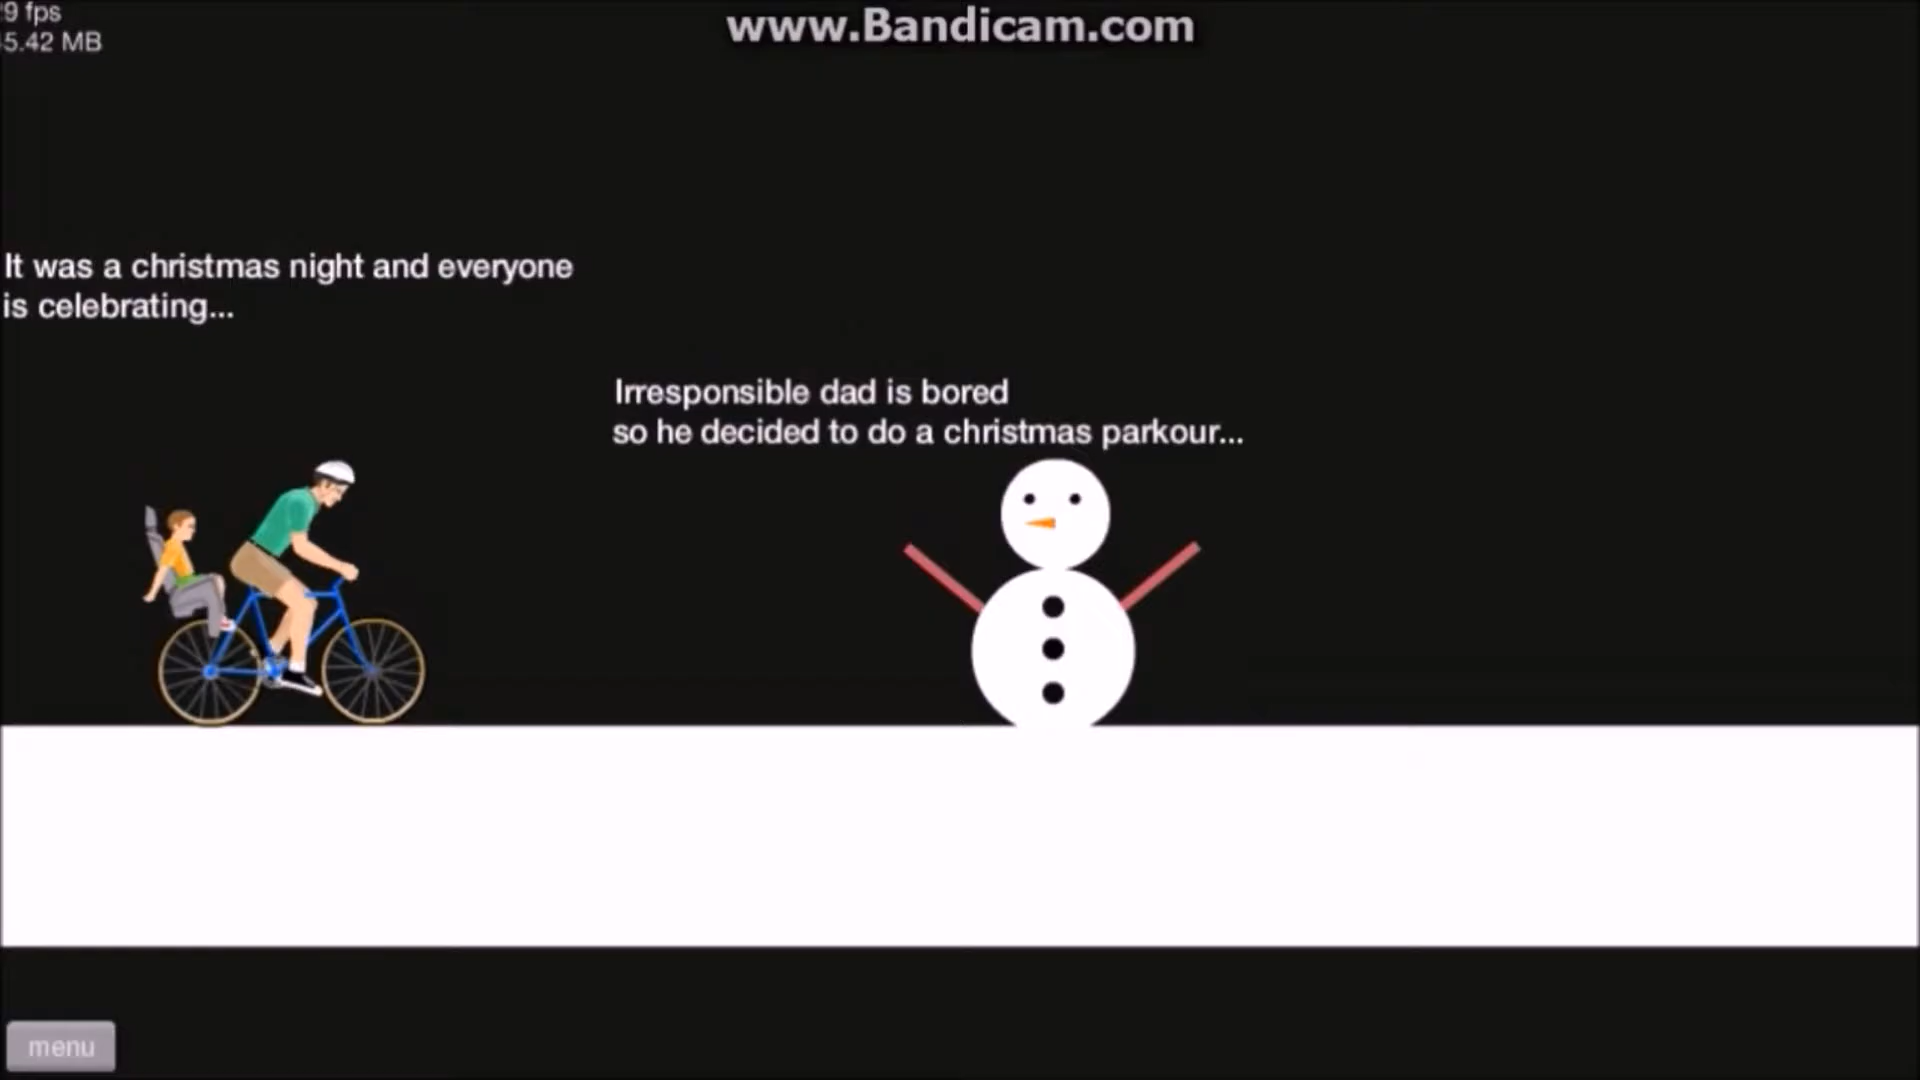 9 fps
5.42 MB
www.Bandicam.com
It was a christmas night and everyone
is celebrating...
Irresponsible dad is bored
so he decided to do a christmas parkour...
menu